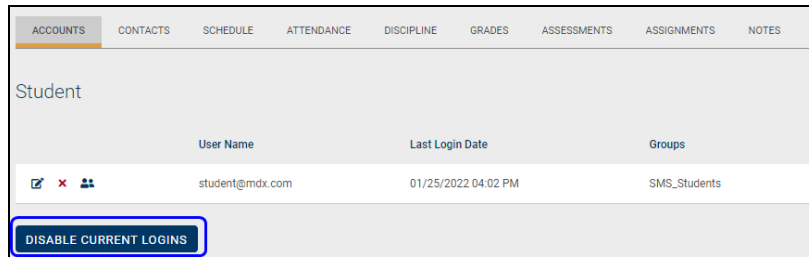 ACCOUNTS CONTACTS SCHEDULE ATTENDANCE DISCIPLINE GRADES ASSESSMENTS ASSIGNMENTS NOTES
Student
User Name Last Login Date Groups
student@mdx.com 01/25/2022 04:02 PM SMS_Students
DISABLE CURRENT LOGINS